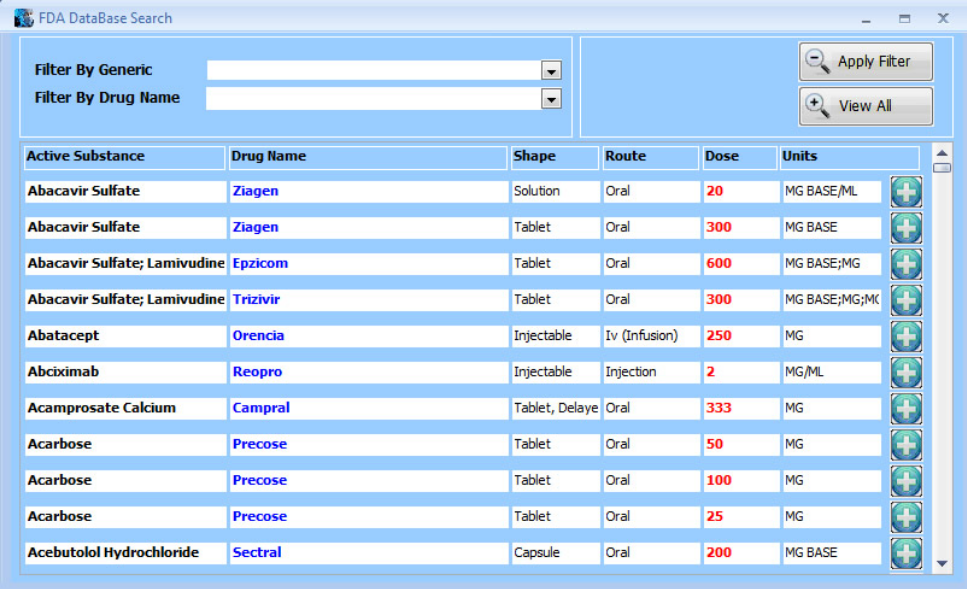 FDA DataBase Search
Filter By Generic
Apply Filter
Filter By Drug Name
View All
Active Substance Drug Name Shape Route Dose Units
Abacavir Sulfate Ziagen Solution Oral 20 MG BASE/ML
Abacavir Sulfate Ziagen Tablet Oral 300 MG BASE
Abacavir Sulfate; Lamivudine Epzicom Tablet Oral 600 MG BASE;MG
Abacavir Sulfate; Lamivudine Trizivir Tablet Oral 300 MG BASE;MG;MG
Abatacept Orencia Injectable Iv (Infusion) 250 MG
Abciximab Reopro Injectable Injection 2 MG/ML
Acamprosate Calcium Campral Tablet, Delaye Oral 333 MG
Acarbose Precose Tablet Oral 50 MG
Acarbose Precose Tablet Oral 100 MG
Acarbose Precose Tablet Oral 25 MG
Acebutolol Hydrochloride Sectral Capsule Oral 200 MG BASE